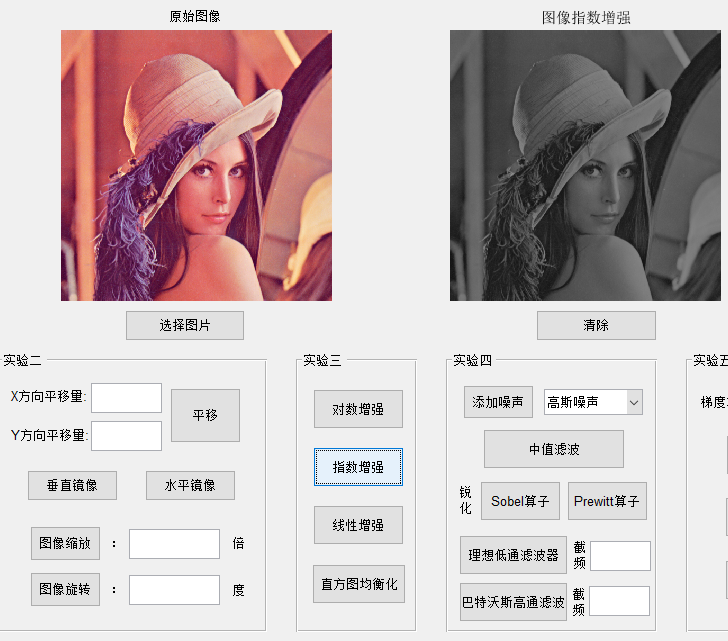 原始图像
图像指数增强
选择图片
清除
实验二
X方向平移量:
平移
Y方向平移量:
垂直镜像
水平镜像
图像缩放 : 倍
图像旋转 : 度
实验三
对数增强
指数增强
线性增强
直方图均衡化
实验四
添加噪声
高斯噪声
中值滤波
锐化
Sobel算子
Prewitt算子
理想低通滤波器
截频
巴特沃斯高通滤波
截频
实验五
梯度